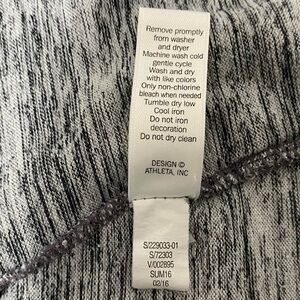 Remove promptly
from washer
and dryer
Machine wash cold
gentle cycle
Wash and dry
with like colors
Only non-chlorine
bleach when needed
Tumble dry low
Cool iron
Do not iron
decoration
Do not dry clean
DESIGN ©
ATHLETA, INC
S/229033-01
S/72303
V/002895
SUM16
02/16